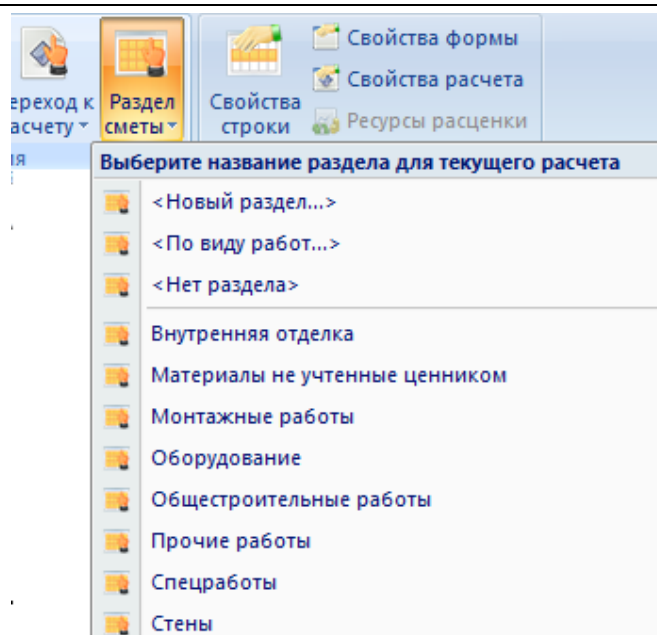 Свойства формы
Свойства расчета
Ресурсы расценки
ереход к
асчету
Раздел
сметы
Свойства
строки
ия
Выберите название раздела для текущего расчета
<Новый раздел...>
<По виду работ...>
<Нет раздела>
Внутренняя отделка
Материалы не учтенные ценником
Монтажные работы
Оборудование
Общестроительные работы
Прочие работы
Спецработы
Стены